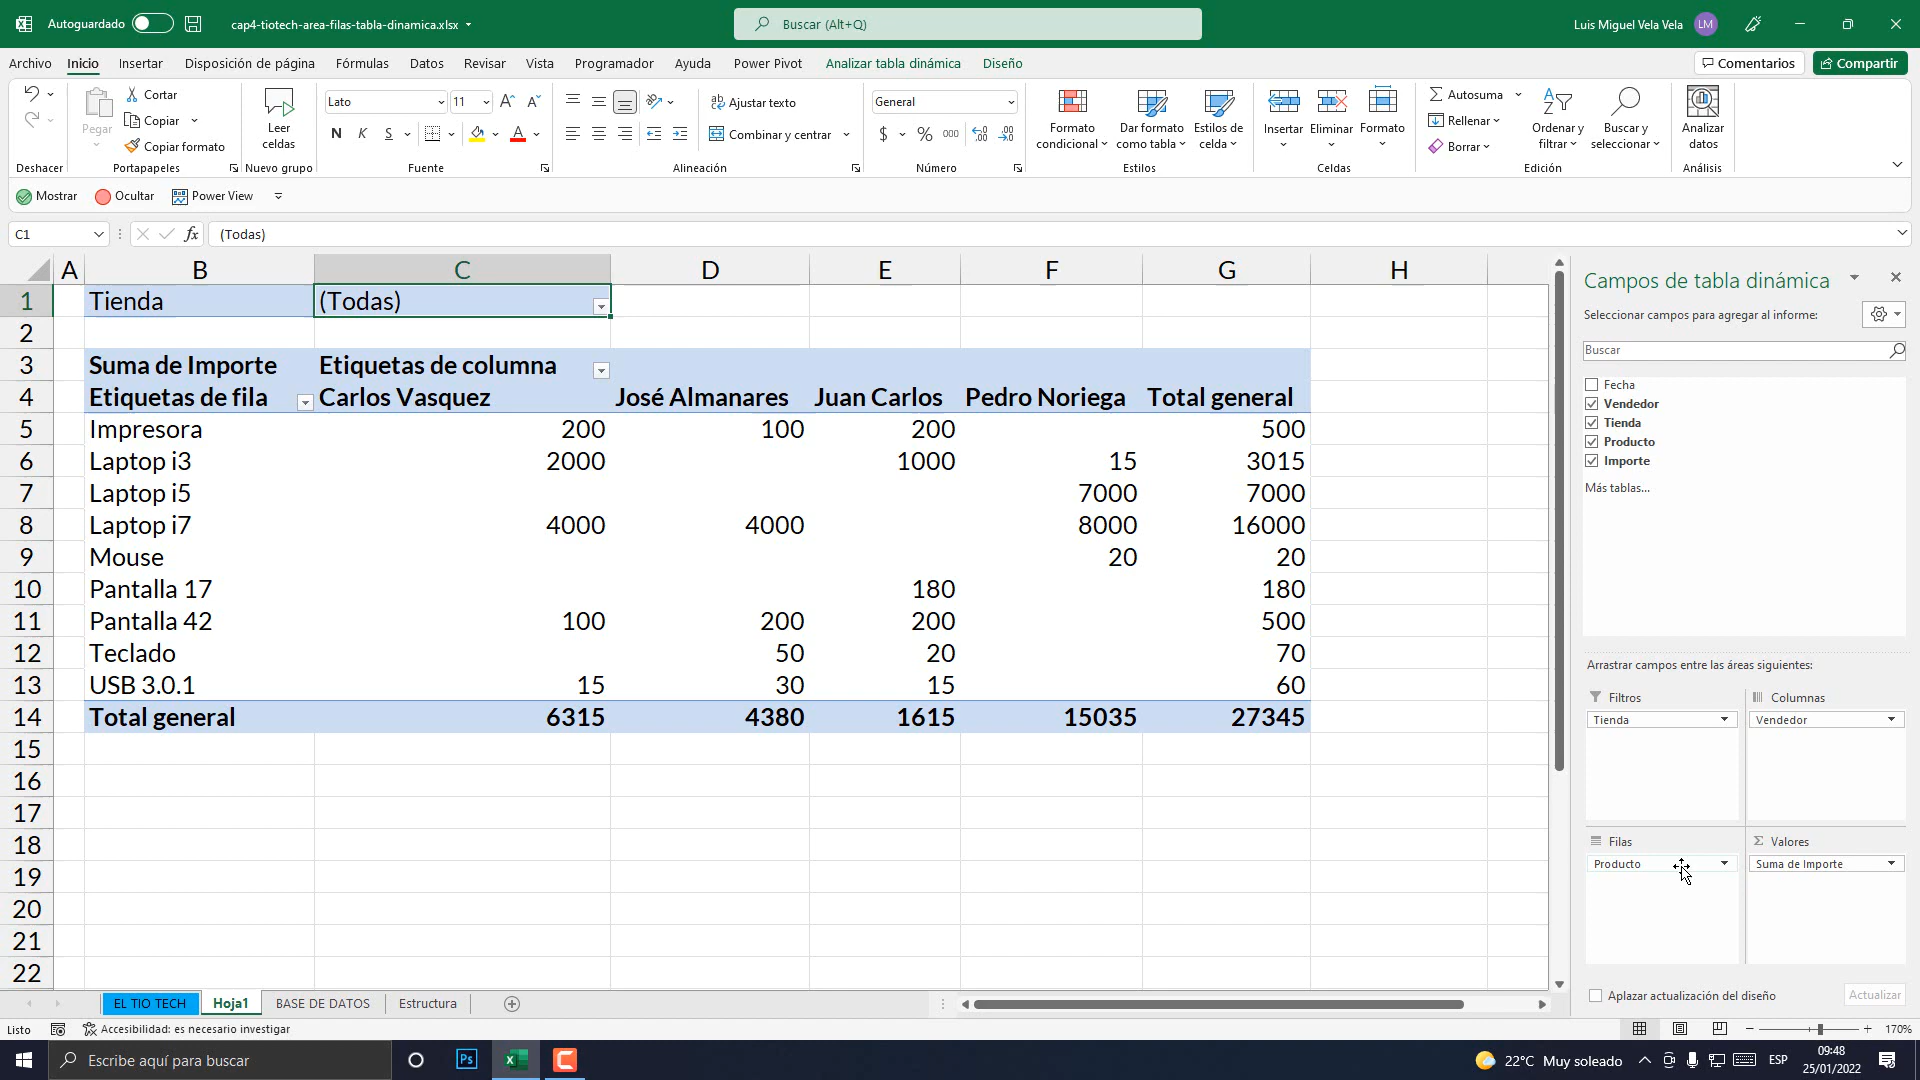 Autoguardado
cap4-tiotech-area-filas-tabla-dinamica.xlsx
Buscar (Alt+Q)
Luis Miguel Vela Vela LM
Archivo Inicio Insertar Disposición de página Fórmulas Datos Revisar Vista Programador Ayuda Power Pivot Analizar tabla dinámica Diseño Comentarios Compartir
Pegar Cortar Copiar Copiar formato
Leer celdas
Lato 11
N K S A
Ajustar texto
Combinar y centrar
General
$ % 000
Formato condicional
Dar formato como tabla
Estilos de celda
Insertar Eliminar Formato
Autosuma
Rellenar
Borrar
Ordenar y filtrar
Buscar y seleccionar
Analizar datos
Deshacer Portapapeles Nuevo grupo Fuente Alineación Número Estilos Celdas Edición Análisis
Mostrar Ocultar Power View
C1 fx (Todas)
A B C D E F G H
1 Tienda (Todas)
2
3 Suma de Importe Etiquetas de columna
4 Etiquetas de fila Carlos Vasquez José Almanares Juan Carlos Pedro Noriega Total general
5 Impresora 200 100 200 500
6 Laptop i3 2000 1000 15 3015
7 Laptop i5 7000 7000
8 Laptop i7 4000 4000 8000 16000
9 Mouse 20 20
10 Pantalla 17 180 180
11 Pantalla 42 100 200 200 500
12 Teclado 50 20 70
13 USB 3.0.1 15 30 15 60
14 Total general 6315 4380 1615 15035 27345
15
16
17
18
19
20
21
22
Campos de tabla dinámica
Seleccionar campos para agregar al informe:
Buscar
Fecha
Vendedor
Tienda
Producto
Importe
Más tablas...
Arrastrar campos entre las áreas siguientes:
Filtros Columnas
Tienda Vendedor
Filas Σ Valores
Producto Suma de Importe
Aplazar actualización del diseño Actualizar
EL TIO TECH Hoja1 BASE DE DATOS Estructura
Listo Accesibilidad: es necesario investigar 170%
Escribe aquí para buscar
Ps
22°C Muy soleado
ESP
09:48
25/01/2022